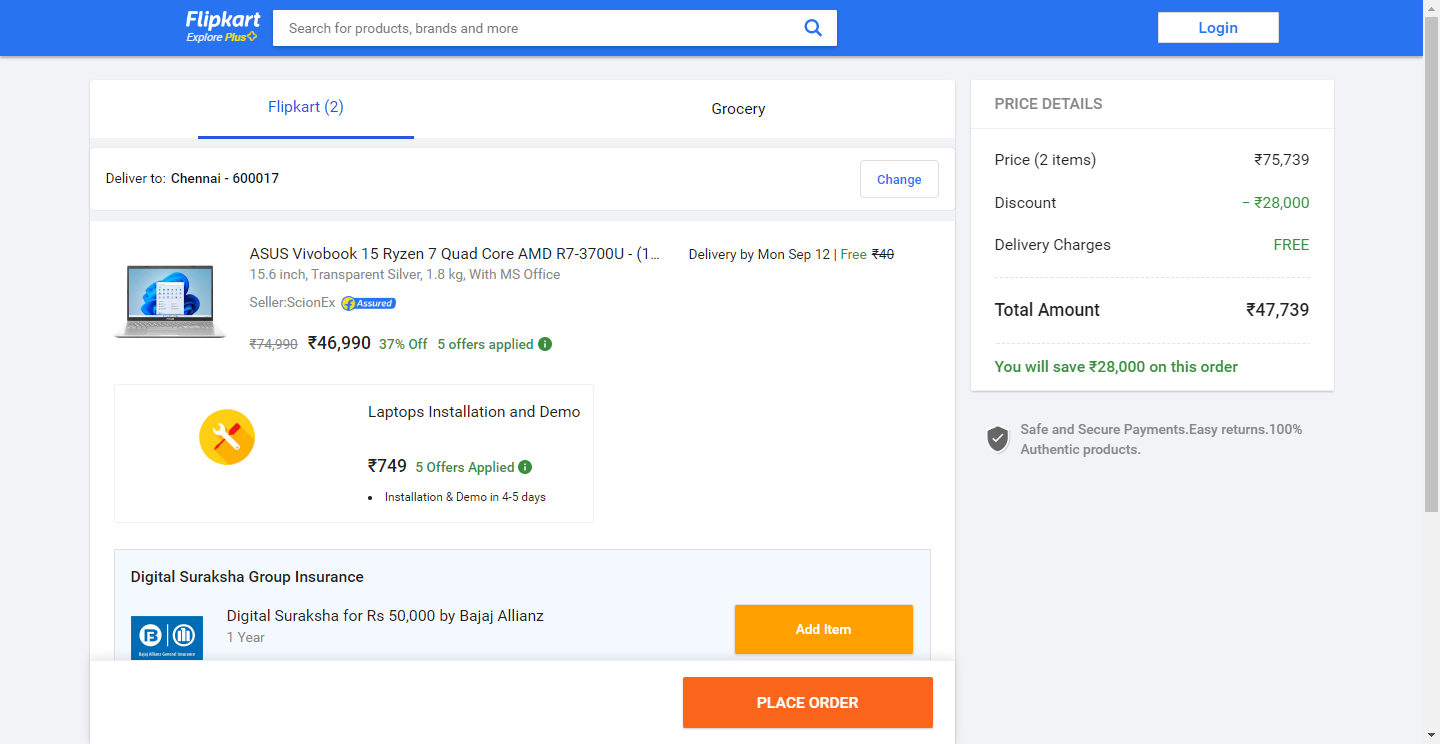 Flipkart
Explore Plus
Search for products, brands and more
Login
Flipkart (2)
Grocery
Deliver to: Chennai - 600017
Change
ASUS Vivobook 15 Ryzen 7 Quad Core AMD R7-3700U - (1...
15.6 inch, Transparent Silver, 1.8 kg, With MS Office
Seller:ScionEx Assured
₹74,990 ₹46,990 37% Off 5 offers applied
Delivery by Mon Sep 12 | Free ₹40
Laptops Installation and Demo
₹749 5 Offers Applied
• Installation & Demo in 4-5 days
Digital Suraksha Group Insurance
Digital Suraksha for Rs 50,000 by Bajaj Allianz
1 Year
Bajaj Allianz General Insurance
Add Item
PLACE ORDER
PRICE DETAILS
Price (2 items) ₹75,739
Discount − ₹28,000
Delivery Charges FREE
Total Amount ₹47,739
You will save ₹28,000 on this order
Safe and Secure Payments.Easy returns.100%
Authentic products.